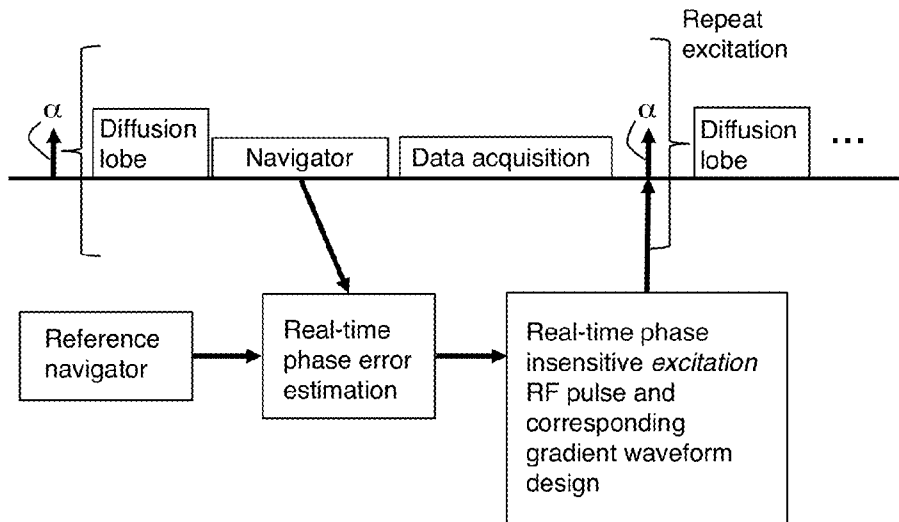 Repeat
excitation
α
Diffusion
lobe
Navigator
Data acquisition
α
Diffusion
lobe
...
Reference
navigator
Real-time
phase error
estimation
Real-time phase
insensitive excitation
RF pulse and
corresponding
gradient waveform
design